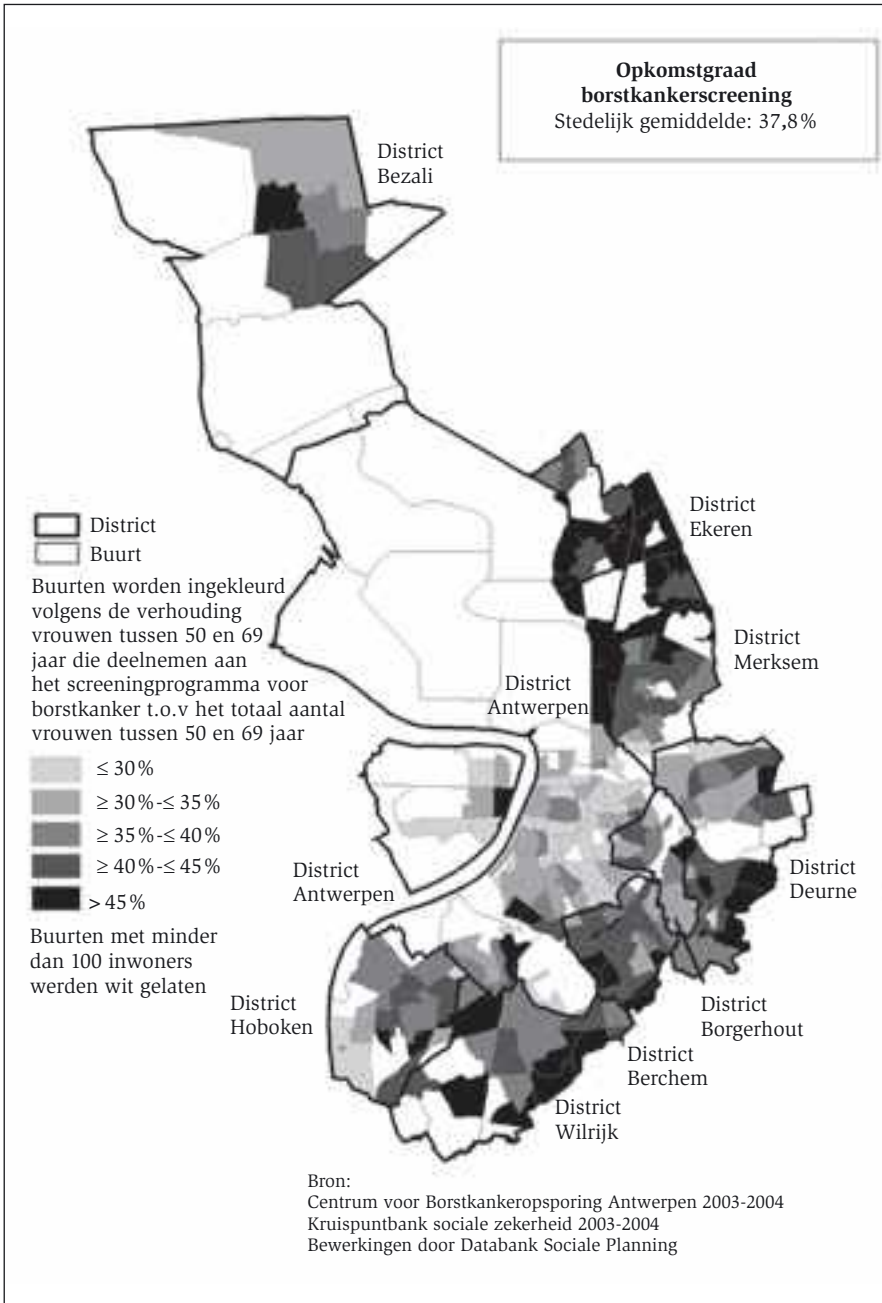 Opkomstgraad
borstkankerscreening
Stedelijk gemiddelde: 37,8%
District
Bezali
District
Ekeren
District
Merksem
District
Antwerpen
District
Buurt
Buurten worden ingekleurd
volgens de verhouding
vrouwen tussen 50 en 69
jaar die deelnemen aan
het screeningprogramma voor
borstkanker t.o.v het totaal aantal
vrouwen tussen 50 en 69 jaar
≤ 30%
≥ 30%-≤ 35%
≥ 35%-≤ 40%
≥ 40%-≤ 45%
> 45%
Buurten met minder
dan 100 inwoners
werden wit gelaten
District
Antwerpen
District
Deurne
District
Hoboken
District
Borgerhout
District
Berchem
District
Wilrijk
Bron:
Centrum voor Borstkankeropsporing Antwerpen 2003-2004
Kruispuntbank sociale zekerheid 2003-2004
Bewerkingen door Databank Sociale Planning